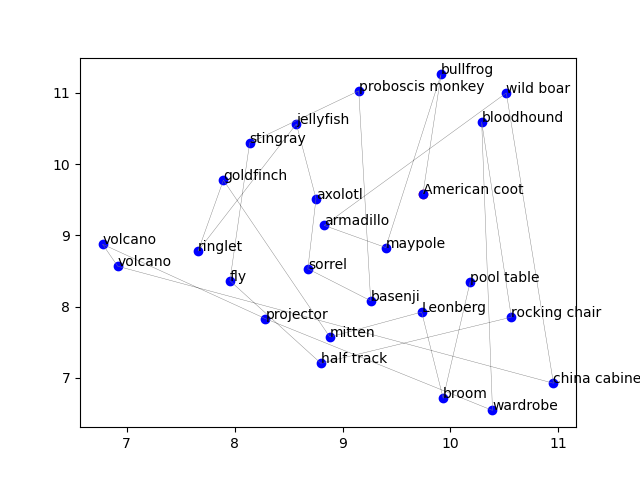 bullfrog
proboscis monkey
wild boar
jellyfish
bloodhound
stingray
goldfinch
American coot
axolotl
armadillo
volcano
ringlet
maypole
volcano
sorrel
fly
pool table
basenji
projector
Leonberg
rocking chair
mitten
half track
china cabine
broom
wardrobe
11
10
9
8
7
7
8
9
10
11